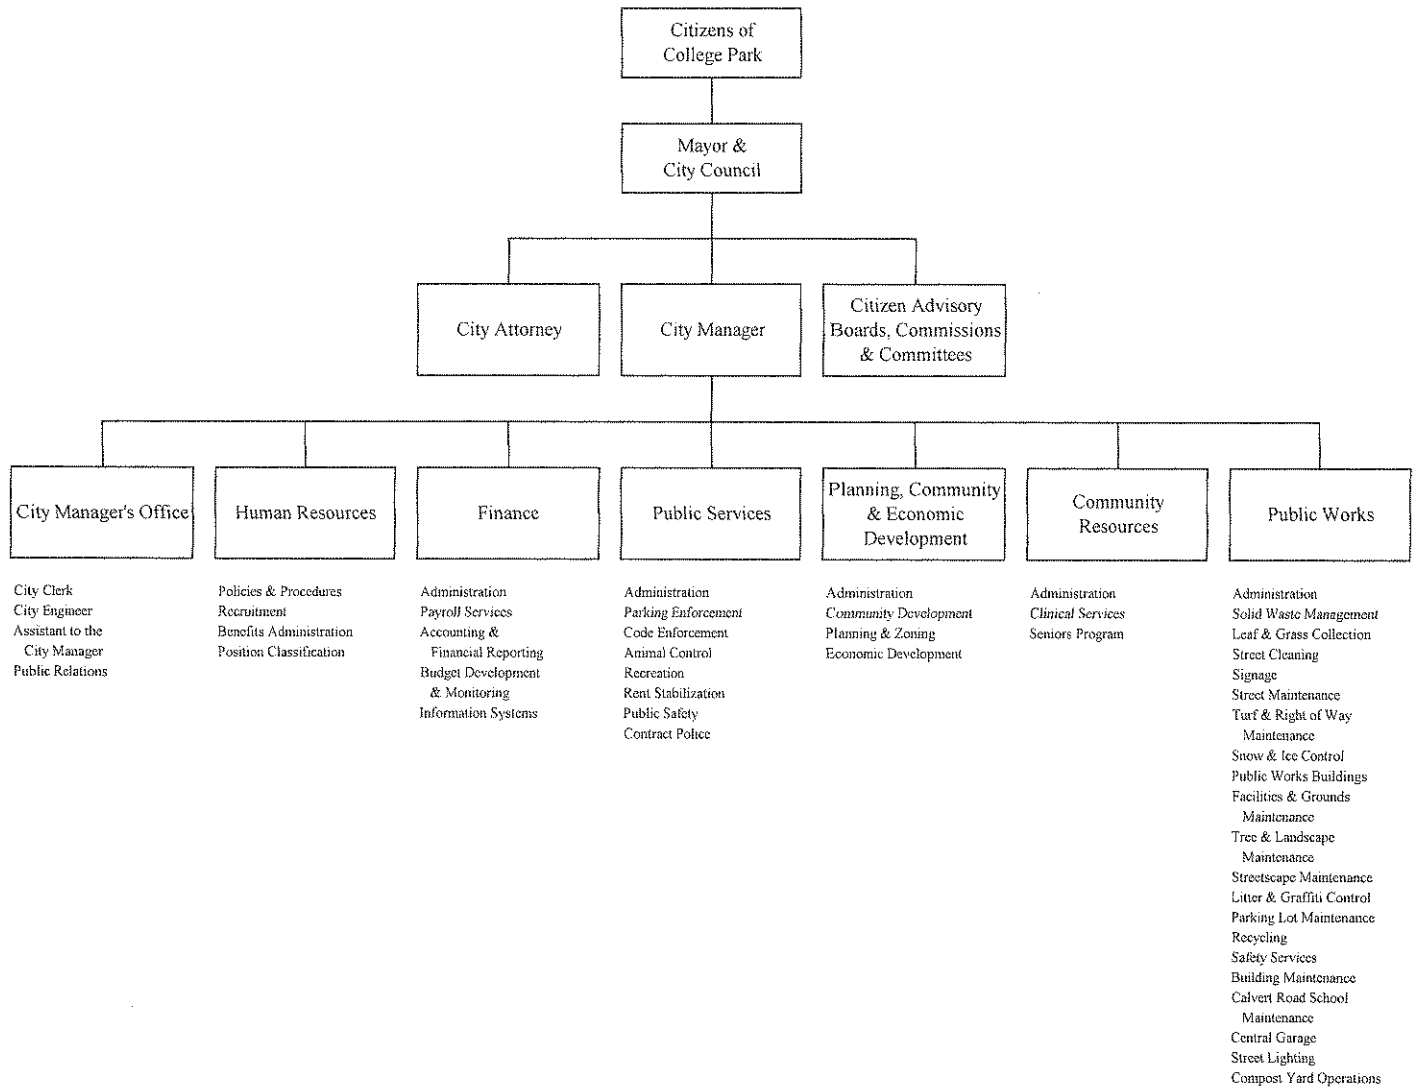 Citizens of
College Park
Mayor &
City Council
City Attorney
City Manager
Citizen Advisory
Boards, Commissions
& Committees
City Manager's Office
Human Resources
Finance
Public Services
Planning, Community
& Economic
Development
Community
Resources
Public Works
City Clerk
City Engineer
Assistant to the
City Manager
Public Relations
Policies & Procedures
Recruitment
Benefits Administration
Position Classification
Administration
Payroll Services
Accounting &
Financial Reporting
Budget Development
& Monitoring
Information Systems
Administration
Parking Enforcement
Code Enforcement
Animal Control
Recreation
Rent Stabilization
Public Safety
Contract Police
Administration
Community Development
Planning & Zoning
Economic Development
Administration
Clinical Services
Seniors Program
Administration
Solid Waste Management
Leaf & Grass Collection
Street Cleaning
Signage
Street Maintenance
Turf & Right of Way
Maintenance
Snow & Ice Control
Public Works Buildings
Facilities & Grounds
Maintenance
Tree & Landscape
Maintenance
Streetscape Maintenance
Litter & Graffiti Control
Parking Lot Maintenance
Recycling
Safety Services
Building Maintenance
Calvert Road School
Maintenance
Central Garage
Street Lighting
Compost Yard Operations